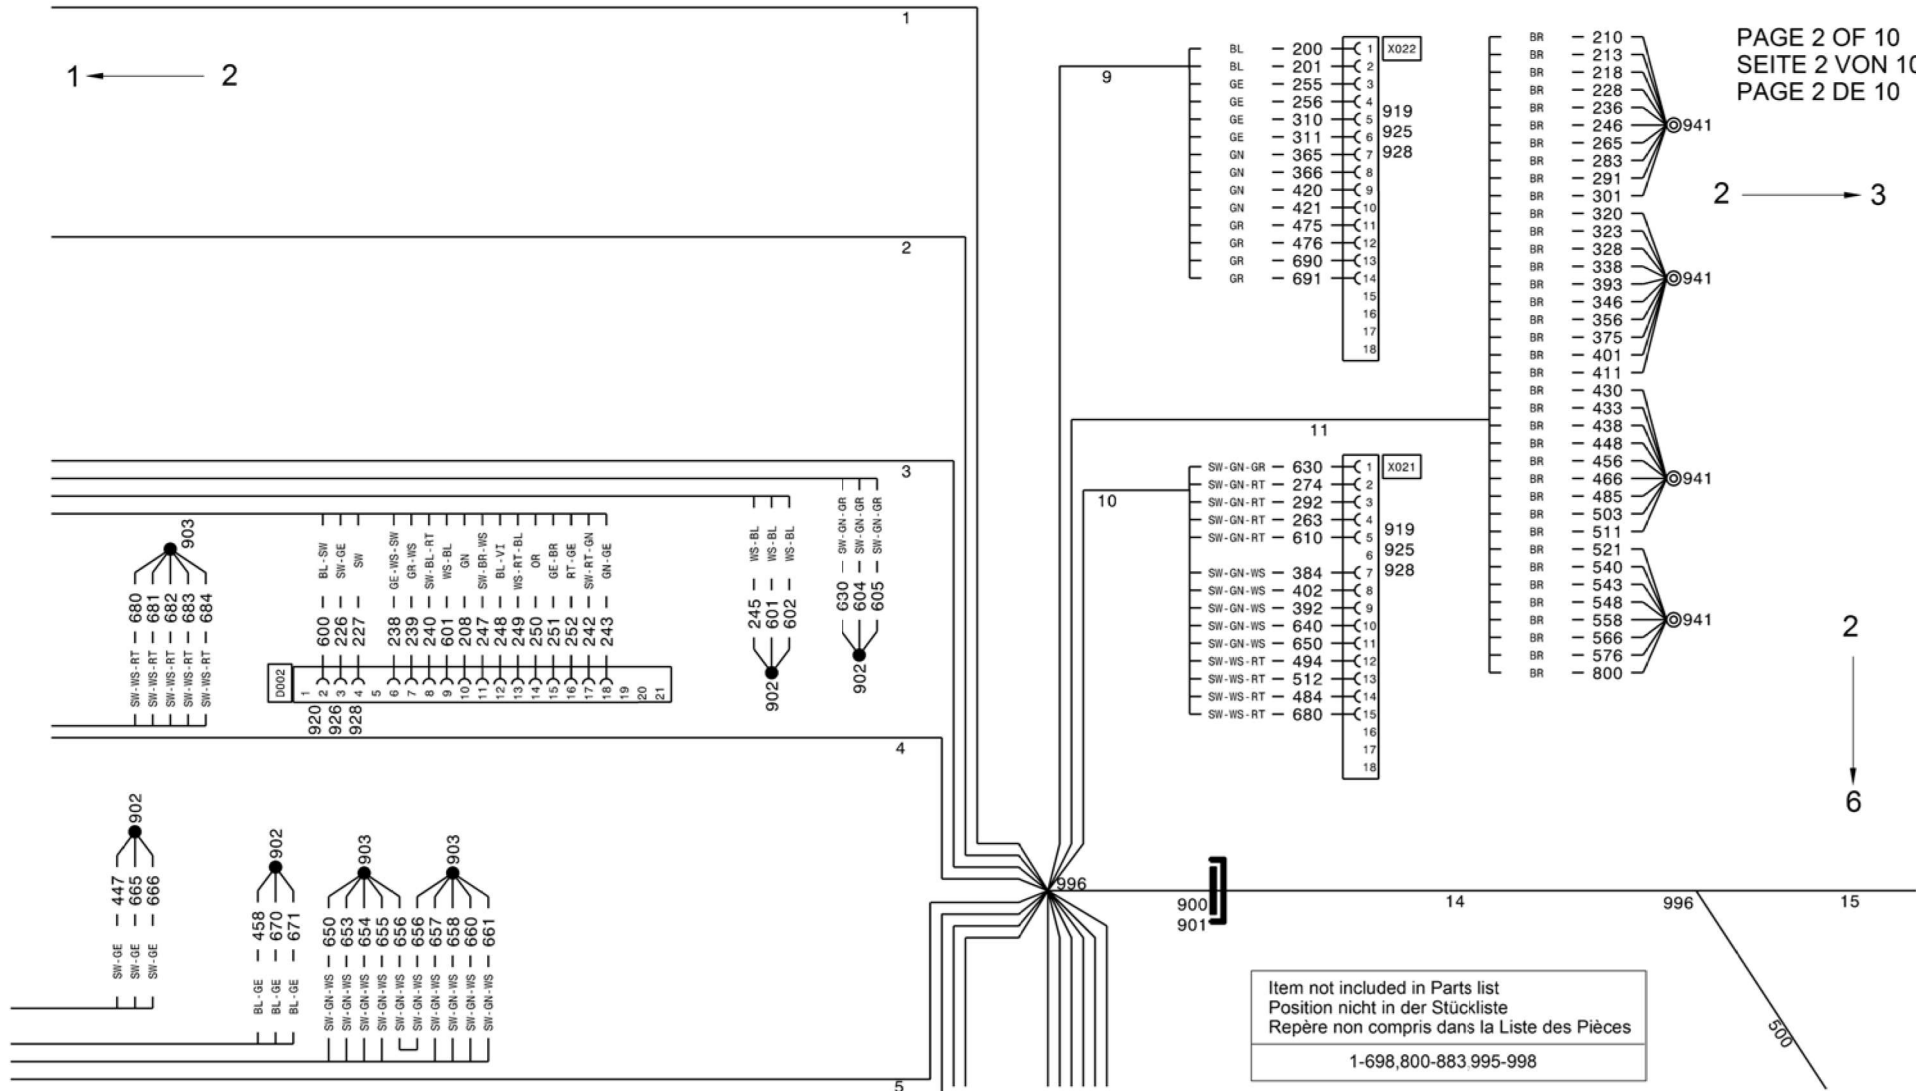 1
1 2
2
3
4
5
9
BL 200 1 X022
BL 201 2
GE 255 3
GE 256 4
GE 310 5
GE 311 6
GN 365 7
GN 366 8
GN 420 9
GN 421 10
GR 475 11
GR 476 12
GR 690 13
GR 691 14
15
16
17
18
919
925
928
BR 210
BR 213
BR 218
BR 228
BR 236
BR 246
BR 265
BR 283
BR 291
BR 301
941
BR 320
BR 323
BR 328
BR 338
BR 393
BR 346
BR 356
BR 375
BR 401
BR 411
941
BR 430
BR 433
BR 438
BR 448
BR 456
BR 466
BR 485
BR 503
BR 511
941
BR 521
BR 540
BR 543
BR 548
BR 558
BR 566
BR 576
BR 800
941
PAGE 2 OF 10
SEITE 2 VON 10
PAGE 2 DE 10
2 3
2
6
11
10
SW-GN-GR 630 1 X021
SW-GN-RT 274 2
SW-GN-RT 292 3
SW-GN-RT 263 4
SW-GN-RT 610 5
6
SW-GN-WS 384 7
SW-GN-WS 402 8
SW-GN-WS 392 9
SW-GN-WS 640 10
SW-GN-WS 650 11
SW-WS-RT 494 12
SW-WS-RT 512 13
SW-WS-RT 484 14
SW-WS-RT 680 15
16
17
18
919
925
928
903
SW-WS-RT 680
SW-WS-RT 681
SW-WS-RT 682
SW-WS-RT 683
SW-WS-RT 684
D002
1
2 600 BL-SW
3 226 SW-GE
4 227 SW
5
6 238 GE-WS-SW
7 239 GR-WS
8 240 SW-BL-RT
9 601 WS-BL
10 208 GN
11 247 SW-BR-WS
12 248 BL-VI
13 249 WS-RT-BL
14 250 OR
15 251 GE-BR
16 252 RT-GE
17 242 SW-RT-GN
18 243 GN-GE
19
20
21
920
926
928
245 WS-BL
601 WS-BL
602 WS-BL
902
630 SW-GN-GR
604 SW-GN-GR
605 SW-GN-GR
902
902
SW-GE 447
SW-GE 665
SW-GE 666
902
BL-GE 458
BL-GE 670
BL-GE 671
903
SW-GN-WS 650
SW-GN-WS 653
SW-GN-WS 654
SW-GN-WS 655
SW-GN-WS 656
903
SW-GN-WS 656
SW-GN-WS 657
SW-GN-WS 658
SW-GN-WS 660
SW-GN-WS 661
996
900
901
14
996
15
500
Item not included in Parts list
Position nicht in der Stückliste
Repère non compris dans la Liste des Pièces
1-698,800-883,995-998